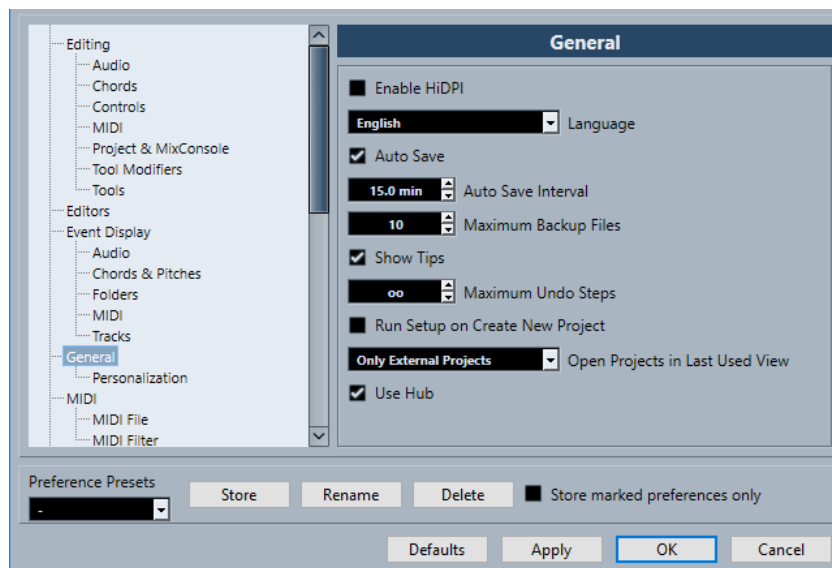 Editing
Audio
Chords
Controls
MIDI
Project & MixConsole
Tool Modifiers
Tools
Editors
Event Display
Audio
Chords & Pitches
Folders
MIDI
Tracks
General
Personalization
MIDI
MIDI File
MIDI Filter
General
Enable HiDPI
English Language
Auto Save
15.0 min Auto Save Interval
10 Maximum Backup Files
Show Tips
oo Maximum Undo Steps
Run Setup on Create New Project
Only External Projects Open Projects in Last Used View
Use Hub
Preference Presets
-
Store Rename Delete Store marked preferences only
Defaults Apply OK Cancel